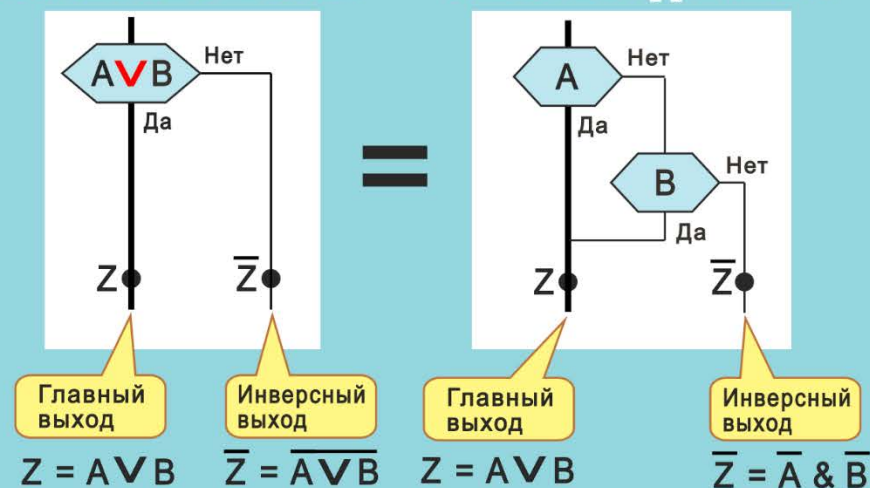 A V B
Нет
Да
Z
Z̅
Главный
выход
Инверсный
выход
Z = A V B
Z̅ = A̅ ̅V̅ ̅B̅
=
A
Нет
Да
B
Нет
Да
Z
Z̅
Главный
выход
Инверсный
выход
Z = A V B
Z̅ = A̅ & B̅